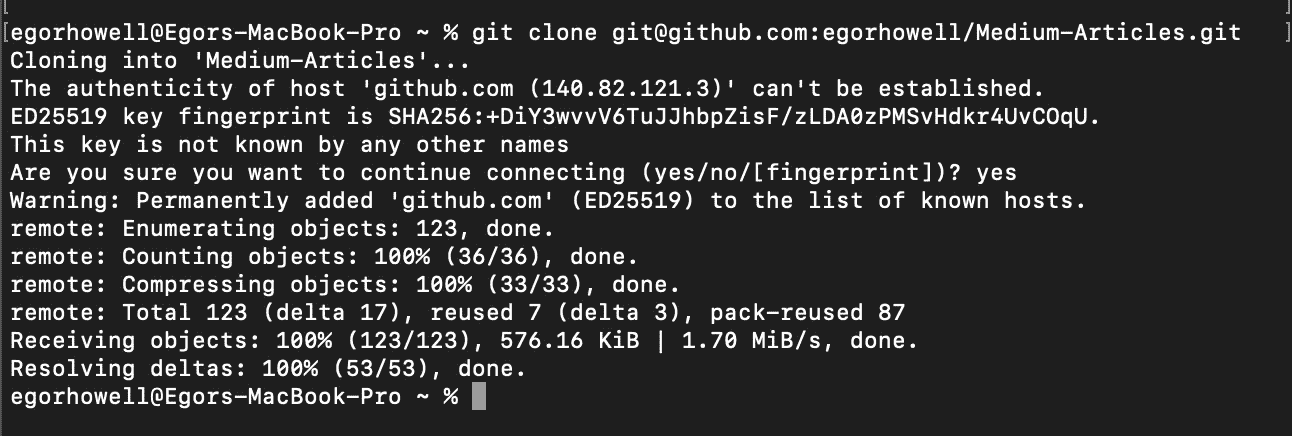 egorhowell@Egors-MacBook-Pro ~ % git clone git@github.com:egorhowell/Medium-Articles.git
Cloning into 'Medium-Articles'...
The authenticity of host 'github.com (140.82.121.3)' can't be established.
ED25519 key fingerprint is SHA256:+DiY3wvvV6TuJJhbpZisF/zLDA0zPMSvHdkr4UvCOqU.
This key is not known by any other names
Are you sure you want to continue connecting (yes/no/[fingerprint])? yes
Warning: Permanently added 'github.com' (ED25519) to the list of known hosts.
remote: Enumerating objects: 123, done.
remote: Counting objects: 100% (36/36), done.
remote: Compressing objects: 100% (33/33), done.
remote: Total 123 (delta 17), reused 7 (delta 3), pack-reused 87
Receiving objects: 100% (123/123), 576.16 KiB | 1.70 MiB/s, done.
Resolving deltas: 100% (53/53), done.
egorhowell@Egors-MacBook-Pro ~ %